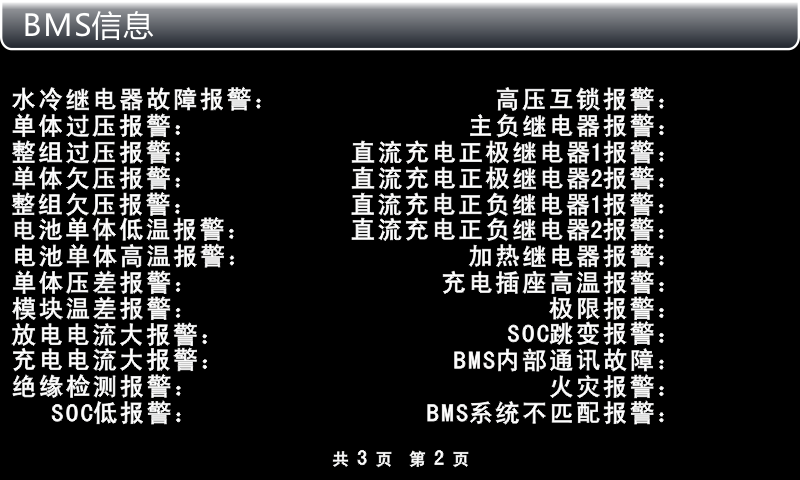 BMS信息
水冷继电器故障报警：
单体过压报警：
整组过压报警：
单体欠压报警：
整组欠压报警：
电池单体低温报警：
电池单体高温报警：
单体压差报警：
模块温差报警：
放电电流大报警：
充电电流大报警：
绝缘检测报警：
SOC低报警：
高压互锁报警：
主负继电器报警：
直流充电正极继电器1报警：
直流充电正极继电器2报警：
直流充电正负继电器1报警：
直流充电正负继电器2报警：
加热继电器报警：
充电插座高温报警：
极限报警：
SOC跳变报警：
BMS内部通讯故障：
火灾报警：
BMS系统不匹配报警：
共 3 页 第 2 页